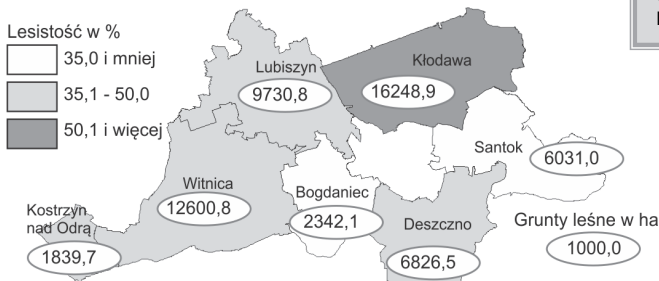 Lesistość w %
35,0 i mniej
35,1 - 50,0
50,1 i więcej
Lubiszyn
9730,8
Kłodawa
16248,9
Santok
6031,0
Witnica
12600,8
Bogdaniec
2342,1
Deszczno
6826,5
Kostrzyn
nad Odrą
1839,7
Grunty leśne w ha
1000,0